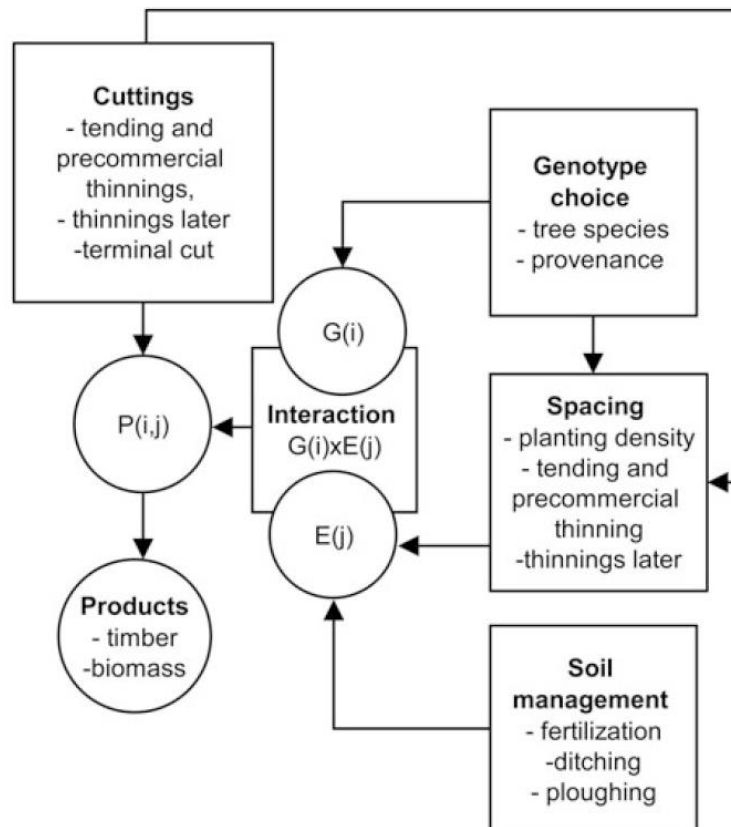 Cuttings
- tending and
precommercial
thinnings,
- thinnings later
-terminal cut
Genotype
choice
- tree species
- provenance
G(i)
P(i,j)
Interaction
G(i)xE(j)
E(j)
Spacing
- planting density
- tending and
precommercial
thinning
-thinnings later
Products
- timber
-biomass
Soil
management
- fertilization
-ditching
- ploughing